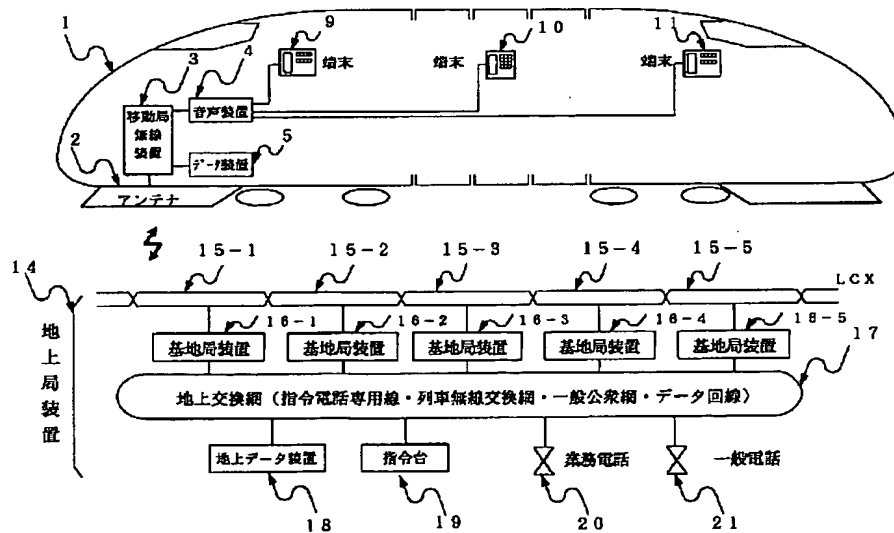 1
3
4
9
10
11
端末
端末
端末
移動局
無線
装置
音声装置
2
データ装置
5
アンテナ
14
15-1
15-2
15-3
15-4
15-5
LCX
地上局装置
16-1
16-2
16-3
16-4
16-5
基地局装置
基地局装置
基地局装置
基地局装置
基地局装置
17
地上交換網(指令電話専用線・列車無線交換網・一般公衆網・データ回線)
地上データ装置
指令台
業務電話
一般電話
18
19
20
21